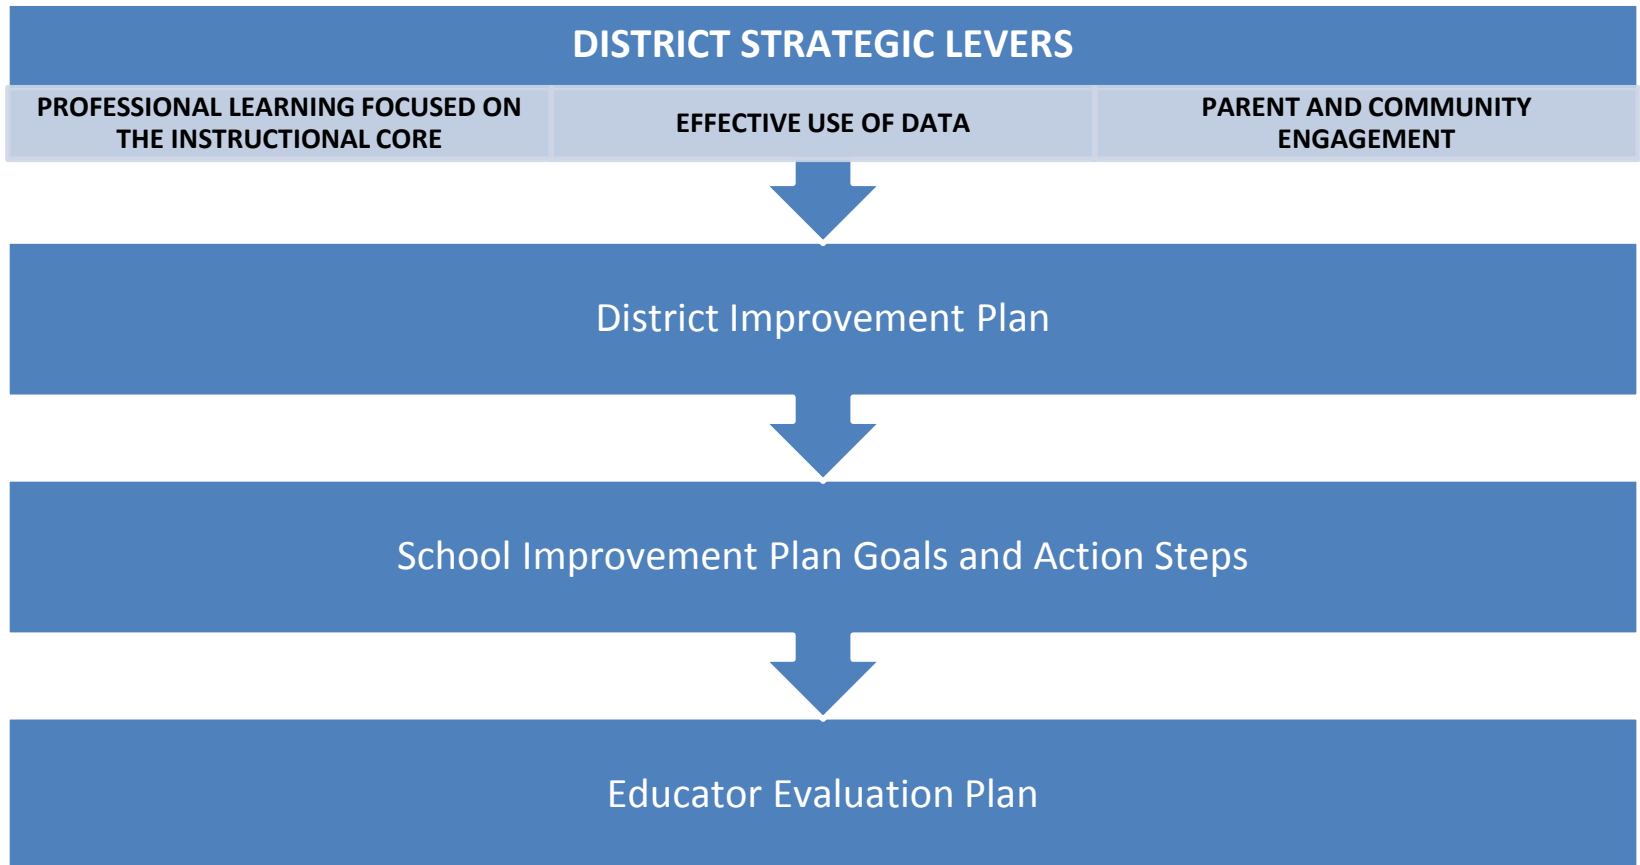 DISTRICT STRATEGIC LEVERS
PROFESSIONAL LEARNING FOCUSED ON
THE INSTRUCTIONAL CORE
EFFECTIVE USE OF DATA
PARENT AND COMMUNITY
ENGAGEMENT
District Improvement Plan
School Improvement Plan Goals and Action Steps
Educator Evaluation Plan